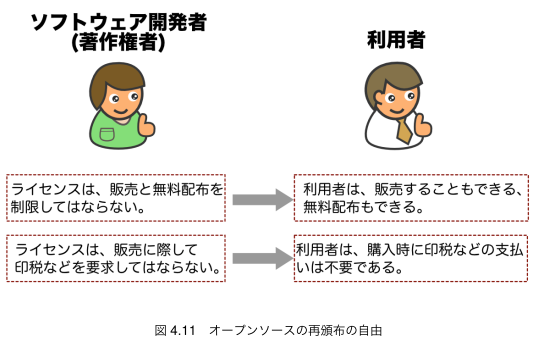 ソフトウェア開発者
(著作権者)
利用者
ライセンスは、販売と無料配布を
制限してはならない。
利用者は、販売することもできる、
無料配布もできる。
ライセンスは、販売に際して
印税などを要求してはならない。
利用者は、購入時に印税などの支払
いは不要である。
図 4.11　オープンソースの再頒布の自由